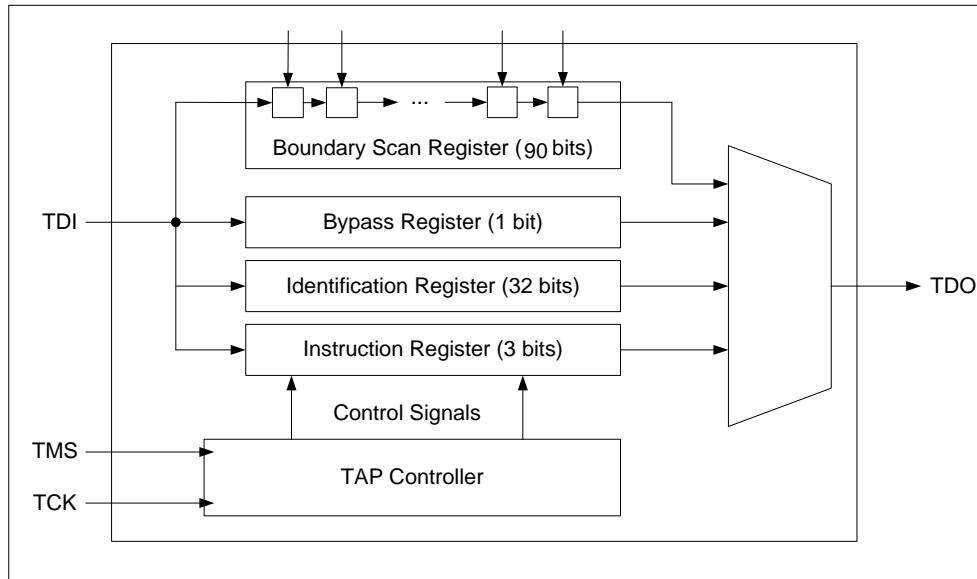 ...
Boundary Scan Register (90 bits)
TDI
Bypass Register (1 bit)
Identification Register (32 bits)
TDO
Instruction Register (3 bits)
Control Signals
TMS
TAP Controller
TCK